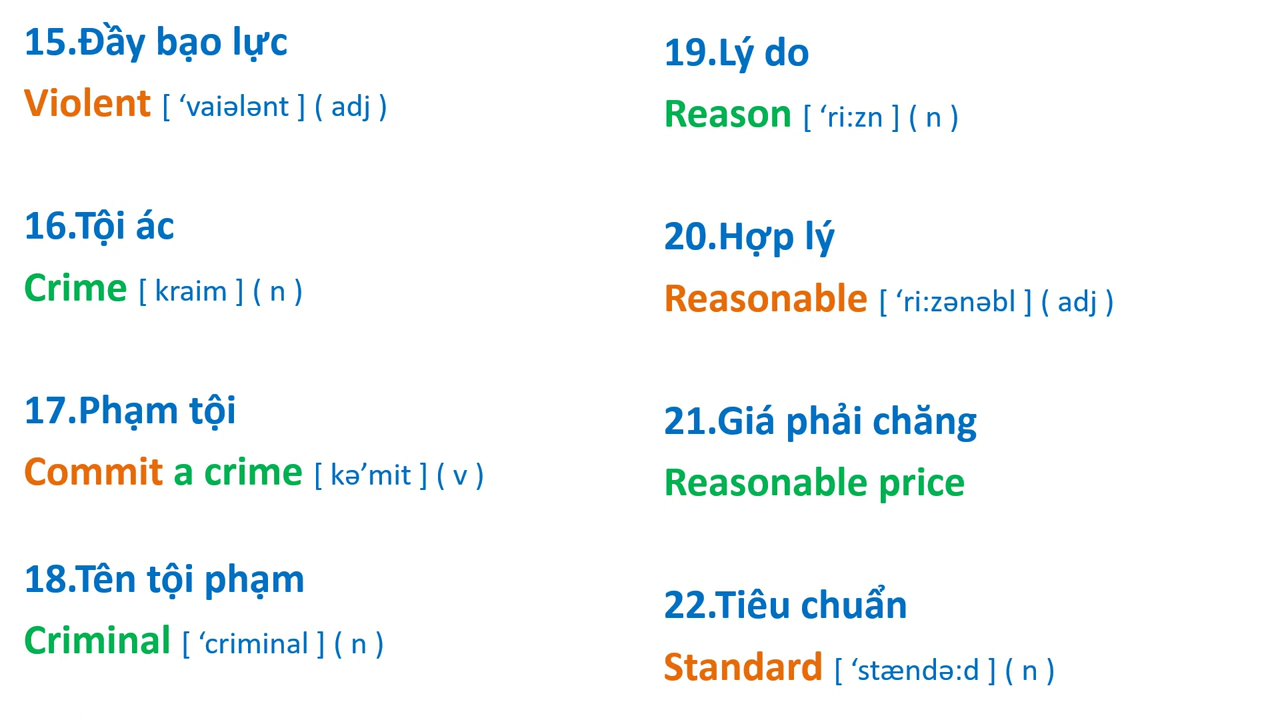 15.Đầy bạo lực
Violent [ ‘vaiələnt ] ( adj )
16.Tội ác
Crime [ kraim ] ( n )
17.Phạm tội
Commit a crime [ kə’mit ] ( v )
18.Tên tội phạm
Criminal [ ‘criminal ] ( n )
19.Lý do
Reason [ ‘ri:zn ] ( n )
20.Hợp lý
Reasonable [ ‘ri:zənəbl ] ( adj )
21.Giá phải chăng
Reasonable price
22.Tiêu chuẩn
Standard [ ‘stændə:d ] ( n )